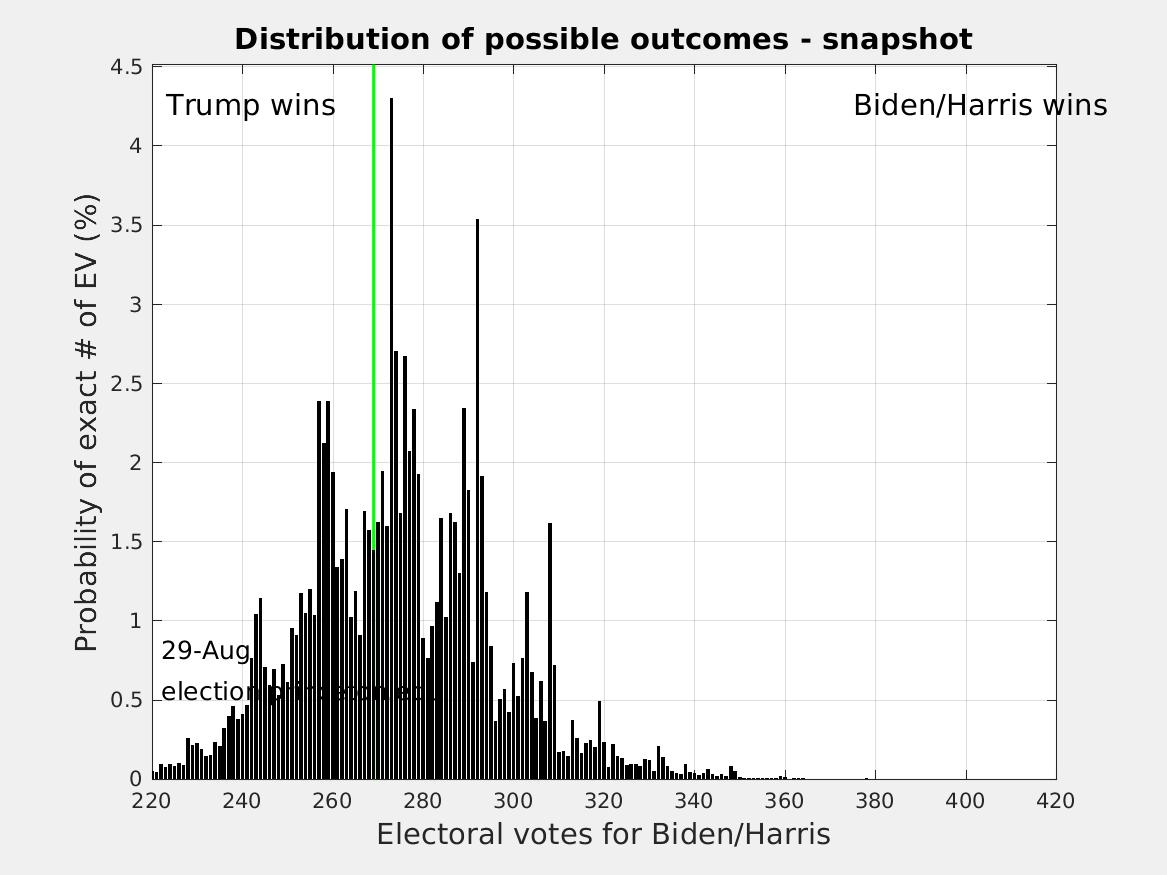 Distribution of possible outcomes - snapshot
4.5
Trump wins
Biden/Harris wins
4
3.5
3
2.5
2
1.5
1
0.5
0
Probability of exact # of EV (%)
29-Aug
220 240 260 280 300 320 340 360 380 400 420
Electoral votes for Biden/Harris